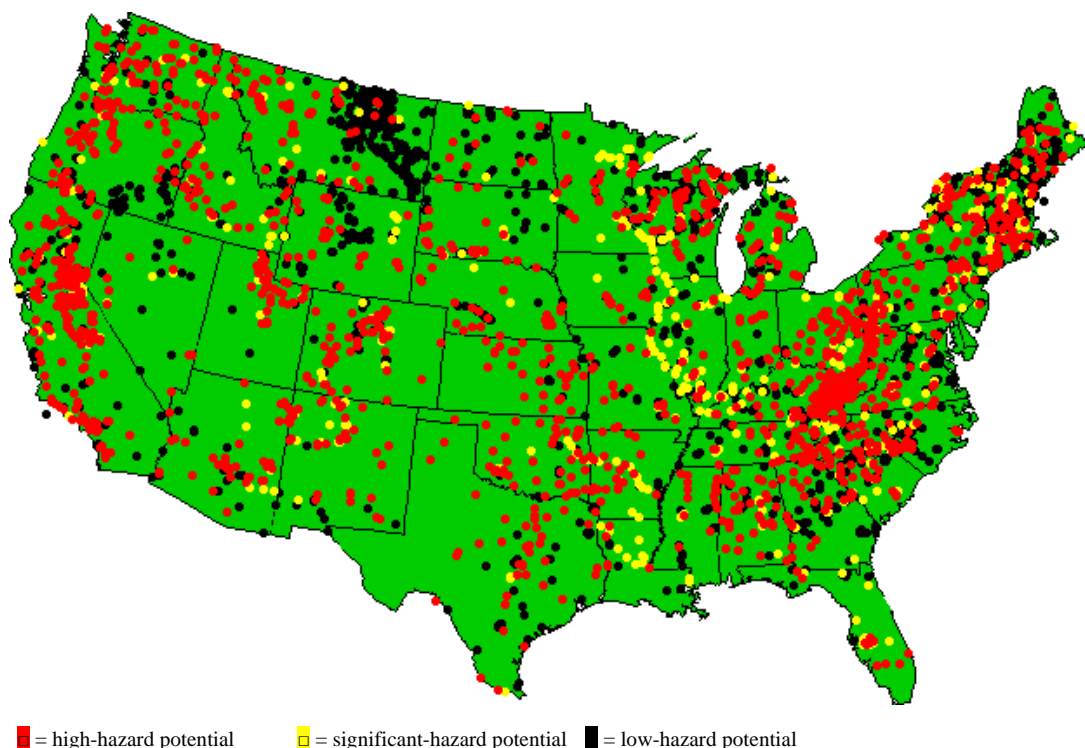 = high-hazard potential = significant-hazard potential = low-hazard potential